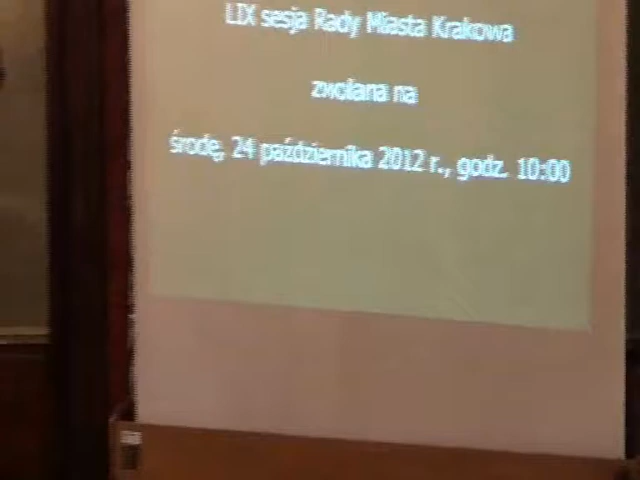 LIX sesja Rady Miasta Krakowa
zwołana na
środę, 24 października 2012 r., godz. 10:00